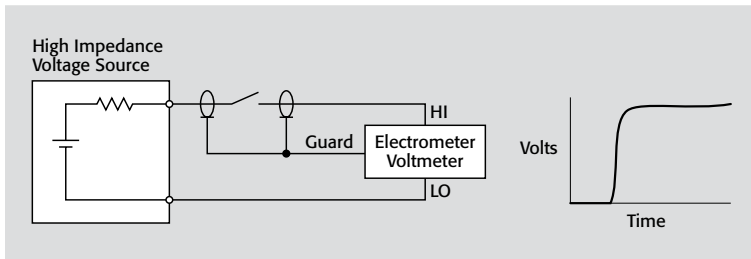 High Impedance
Voltage Source
HI
Guard
Electrometer
Voltmeter
LO
Volts
Time